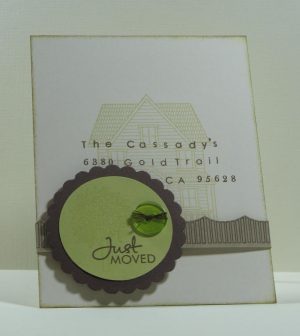 The Cassady's
6380 Gold Trail
CA 95628
Just
MOVED